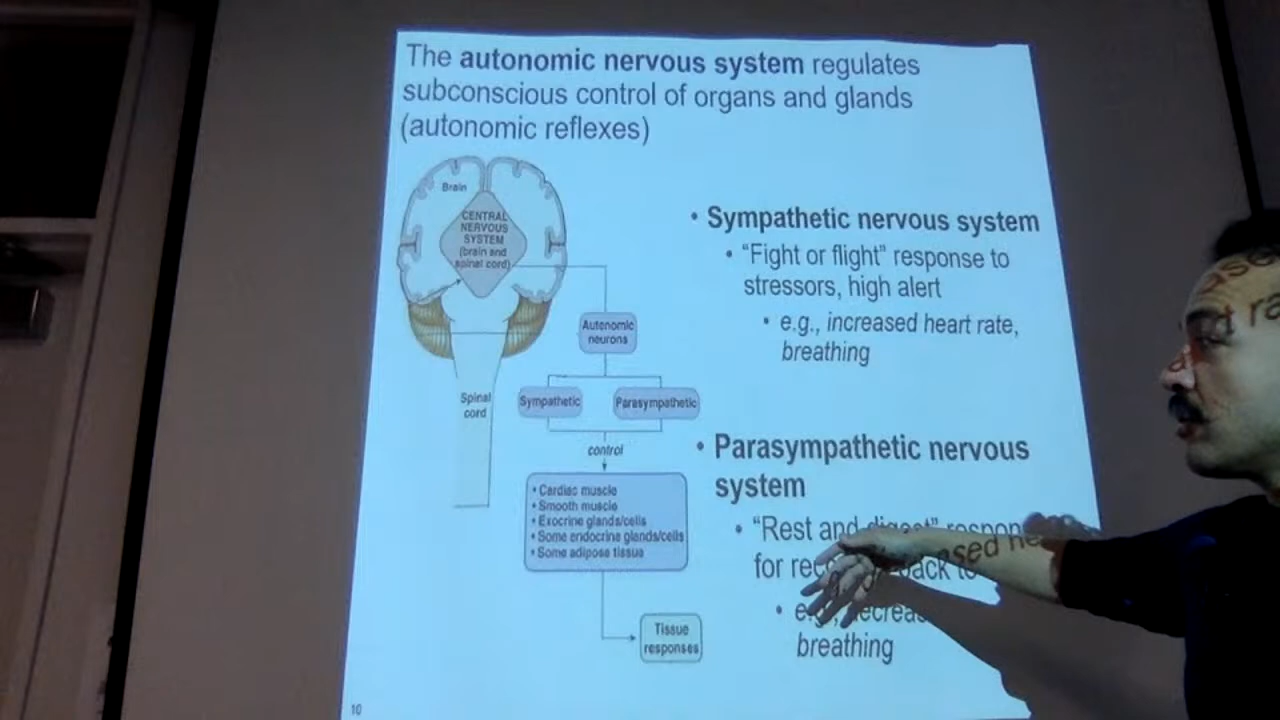 The autonomic nervous system regulates
subconscious control of organs and glands
(autonomic reflexes)
Brain
CENTRAL
NERVOUS
SYSTEM
(brain and
spinal cord)
Autonomic
neurons
Spinal
cord
Sympathetic
Parasympathetic
control
• Cardiac muscle
• Smooth muscle
• Exocrine glands/cells
• Some endocrine glands/cells
• Some adipose tissue
Tissue
responses
• Sympathetic nervous system
• "Fight or flight" response to
stressors, high alert
• e.g., increased heart rate,
breathing
• Parasympathetic nervous
system
• "Rest and digest"
for back to
•
breathing
10